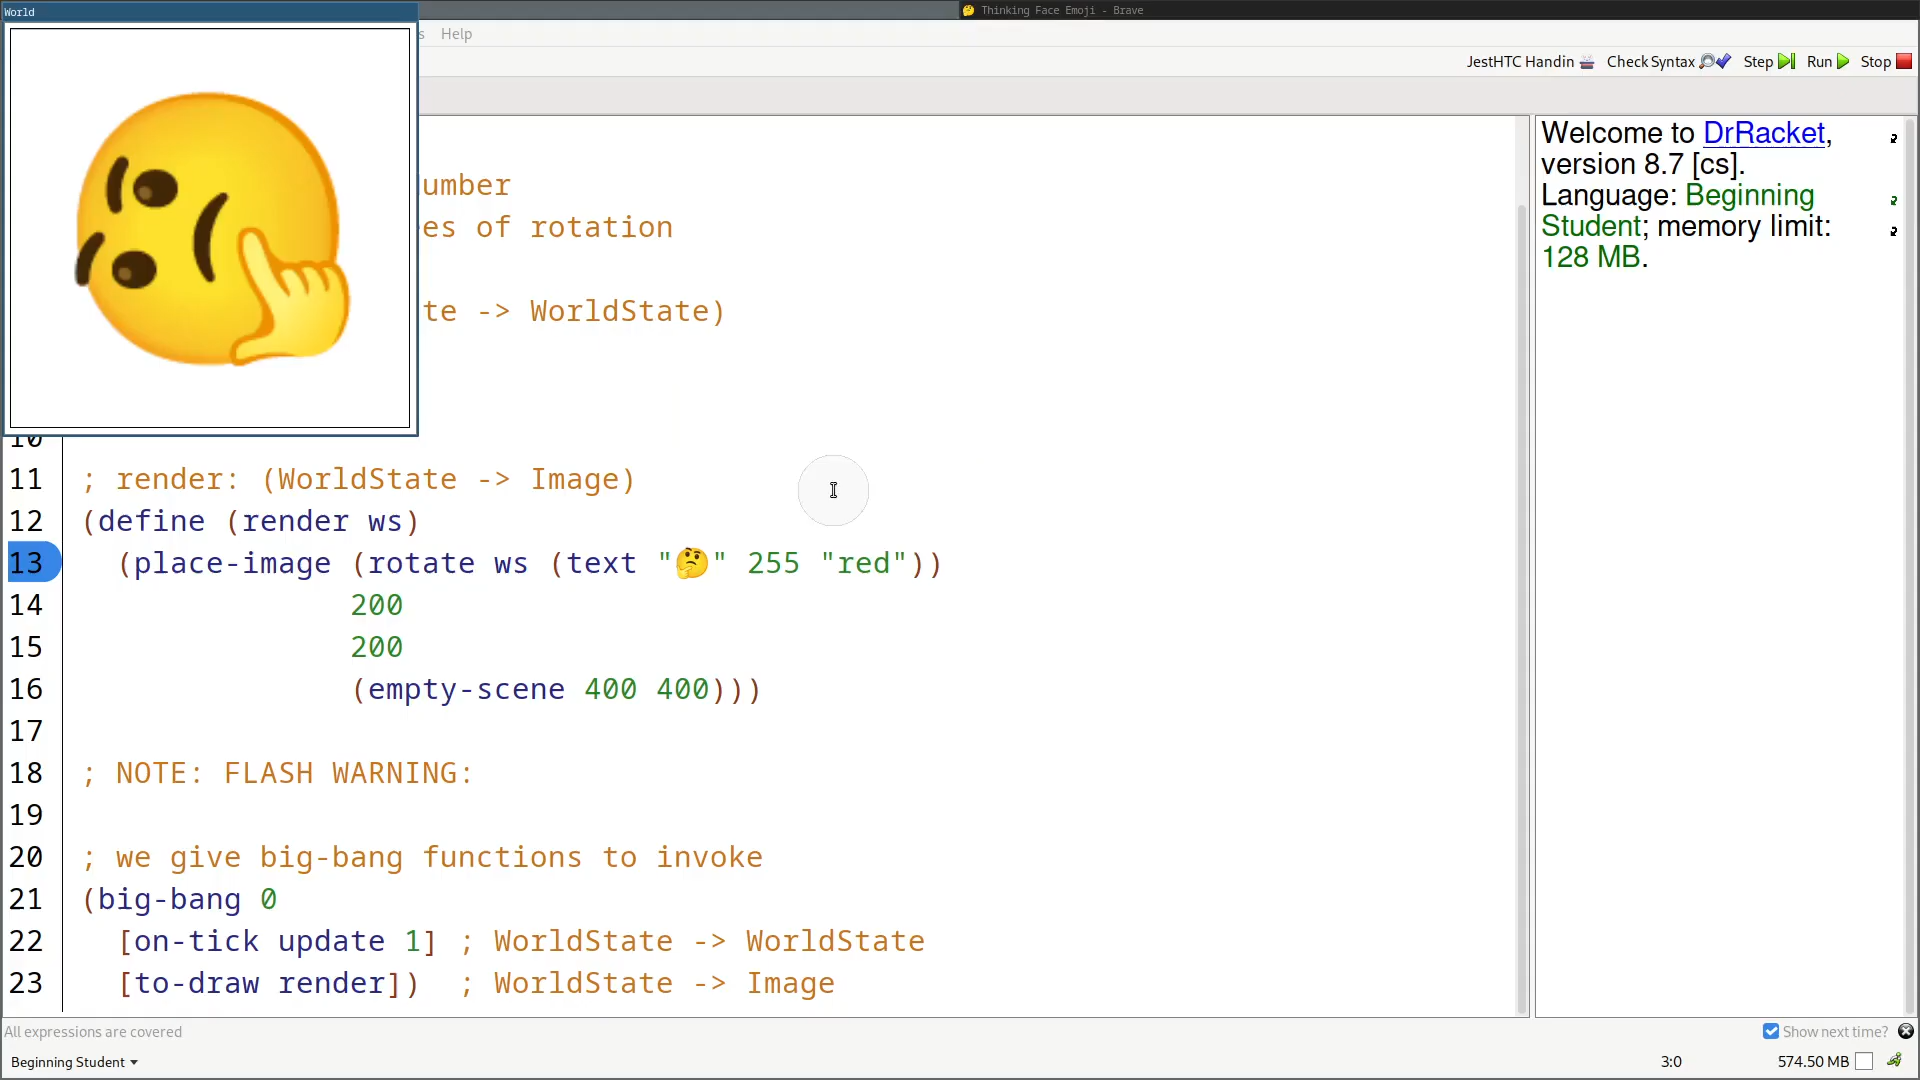 World
🤔 Thinking Face Emoji - Brave
s Help
JestHTC Handin Check Syntax Step Run Stop
umber
es of rotation
te -> WorldState)
10
11 ; render: (WorldState -> Image)
12 (define (render ws)
13 (place-image (rotate ws (text "🤔" 255 "red"))
14 200
15 200
16 (empty-scene 400 400)))
17
18 ; NOTE: FLASH WARNING:
19
20 ; we give big-bang functions to invoke
21 (big-bang 0
22 [on-tick update 1] ; WorldState -> WorldState
23 [to-draw render]) ; WorldState -> Image
Welcome to DrRacket,
version 8.7 [cs].
Language: Beginning
Student; memory limit:
128 MB.
All expressions are covered
Show next time?
Beginning Student
3:0
574.50 MB